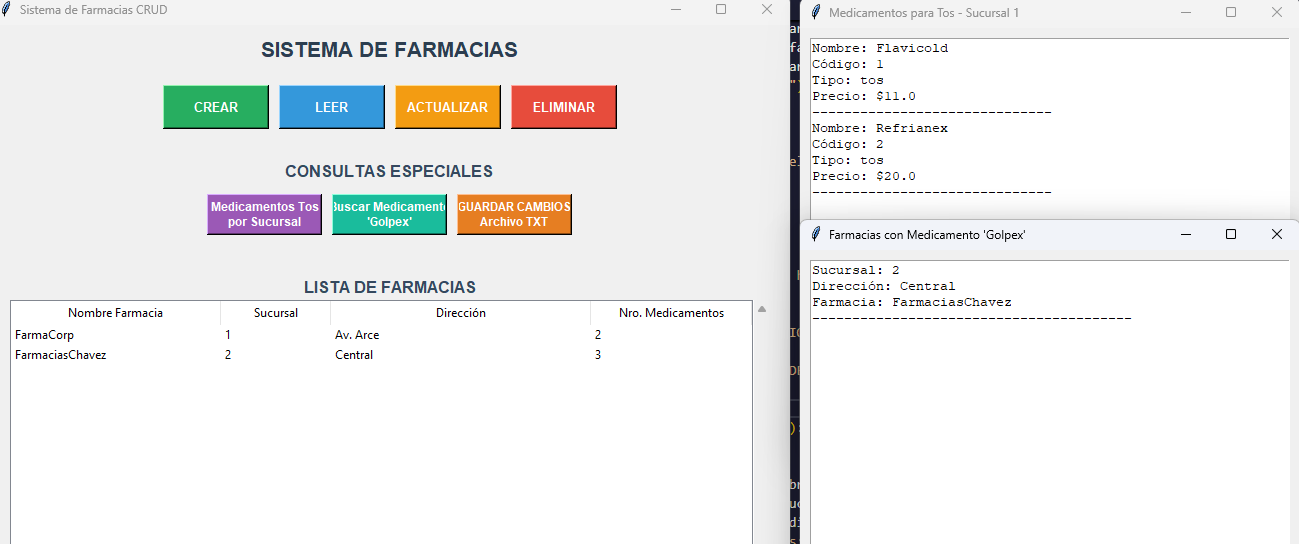 Sistema de Farmacias CRUD
SISTEMA DE FARMACIAS
CREAR
LEER
ACTUALIZAR
ELIMINAR
CONSULTAS ESPECIALES
Medicamentos Tos
por Sucursal
Buscar Medicamento
'Golpex'
GUARDAR CAMBIOS
Archivo TXT
LISTA DE FARMACIAS
Nombre Farmacia Sucursal Dirección Nro. Medicamentos
FarmaCorp 1 Av. Arce 2
FarmaciasChavez 2 Central 3
Medicamentos para Tos - Sucursal 1
Nombre: Flavicold
Código: 1
Tipo: tos
Precio: $11.0
------------------------------
Nombre: Refrianex
Código: 2
Tipo: tos
Precio: $20.0
------------------------------
Farmacias con Medicamento 'Golpex'
Sucursal: 2
Dirección: Central
Farmacia: FarmaciasChavez
----------------------------------------